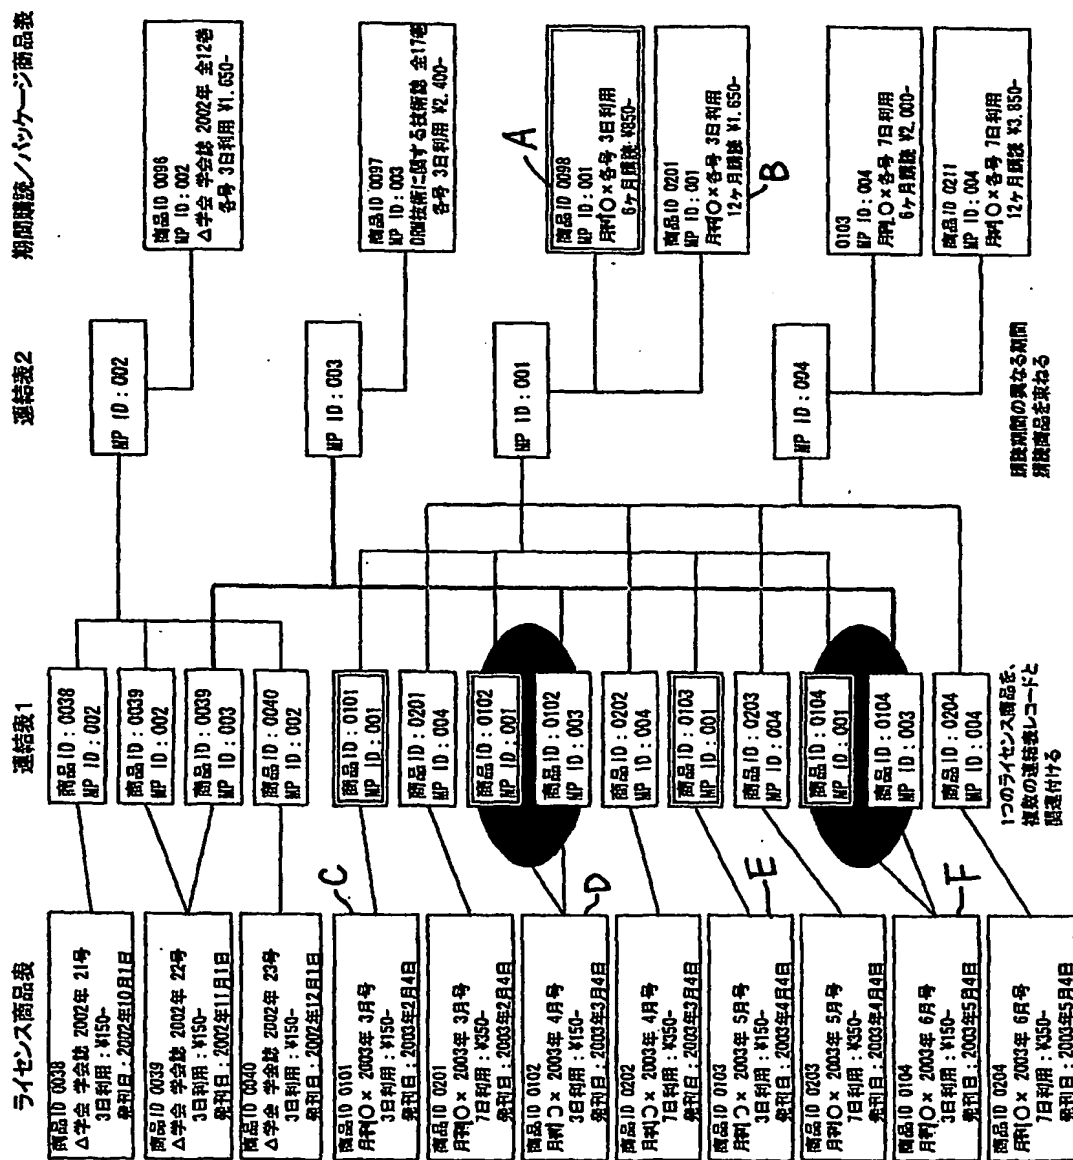 ライセンス商品表
商品ID 0038
△学会 学会誌 2002年 21号
3日利用：¥150-
発刊日：2002年10月1日
商品ID 0039
△学会 学会誌 2002年 22号
3日利用：¥150-
発刊日：2002年11月1日
商品ID 0040
△学会 学会誌 2002年 23号
3日利用：¥150-
発刊日：2002年12月1日
商品ID 0101
月刊○× 2003年 3月号
3日利用：¥150-
発刊日：2003年2月4日
C
商品ID 0201
月刊○× 2003年 3月号
7日利用：¥350-
発刊日：2003年2月4日
商品ID 0102
月刊○× 2003年 4月号
3日利用：¥150-
発刊日：2003年3月4日
D
商品ID 0202
月刊○× 2003年 4月号
7日利用：¥350-
発刊日：2003年3月4日
商品ID 0103
月刊○× 2003年 5月号
3日利用：¥150-
発刊日：2003年4月4日
E
商品ID 0203
月刊○× 2003年 5月号
7日利用：¥350-
発刊日：2003年4月4日
商品ID 0104
月刊○× 2003年 6月号
3日利用：¥150-
発刊日：2003年5月4日
F
商品ID 0204
月刊○× 2003年 6月号
7日利用：¥350-
発刊日：2003年5月4日
連結表1
商品ID：0038
MP ID：002
商品ID：0039
MP ID：002
商品ID：0039
MP ID：003
商品ID：0040
MP ID：002
商品ID：0101
MP ID：001
商品ID：0201
MP ID：004
商品ID：0102
MP ID：001
商品ID：0102
MP ID：003
商品ID：0202
MP ID：004
商品ID：0103
MP ID：001
商品ID：0203
MP ID：004
商品ID：0104
MP ID：001
商品ID：0104
MP ID：003
商品ID：0204
MP ID：004
1つのライセンス商品を、
複数の連結表レコードと
関連付ける
連結表2
MP ID：002
MP ID：003
MP ID：001
MP ID：004
購読期間の異なる期間
購読商品を束ねる
期間購読／パッケージ商品表
商品ID 0096
MP ID：002
△学会 学会誌 2002年 全12巻
各号 3日利用 ¥1,650-
商品ID 0097
MP ID：003
DRM技術に関する技術誌 全17巻
各号 3日利用 ¥2,400-
商品ID 0098
MP ID：001
月刊○×各号 3日利用
6ヶ月購読 ¥850-
A
商品ID 0201
MP ID：001
月刊○×各号 3日利用
12ヶ月購読 ¥1,650-
B
0103
MP ID：004
月刊○×各号 7日利用
6ヶ月購読 ¥2,000-
商品ID 0211
MP ID：004
月刊○×各号 7日利用
12ヶ月購読 ¥3,850-